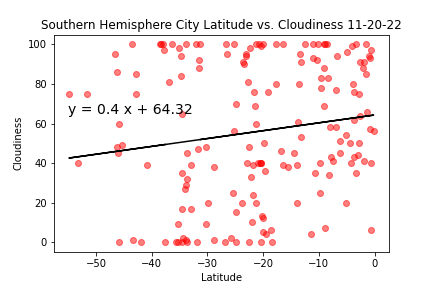 Southern Hemisphere City Latitude vs. Cloudiness 11-20-22
100
80
y = 0.4 x + 64.32
60
Cloudiness
40
20
0
−50 −40 −30 −20 −10 0
Latitude